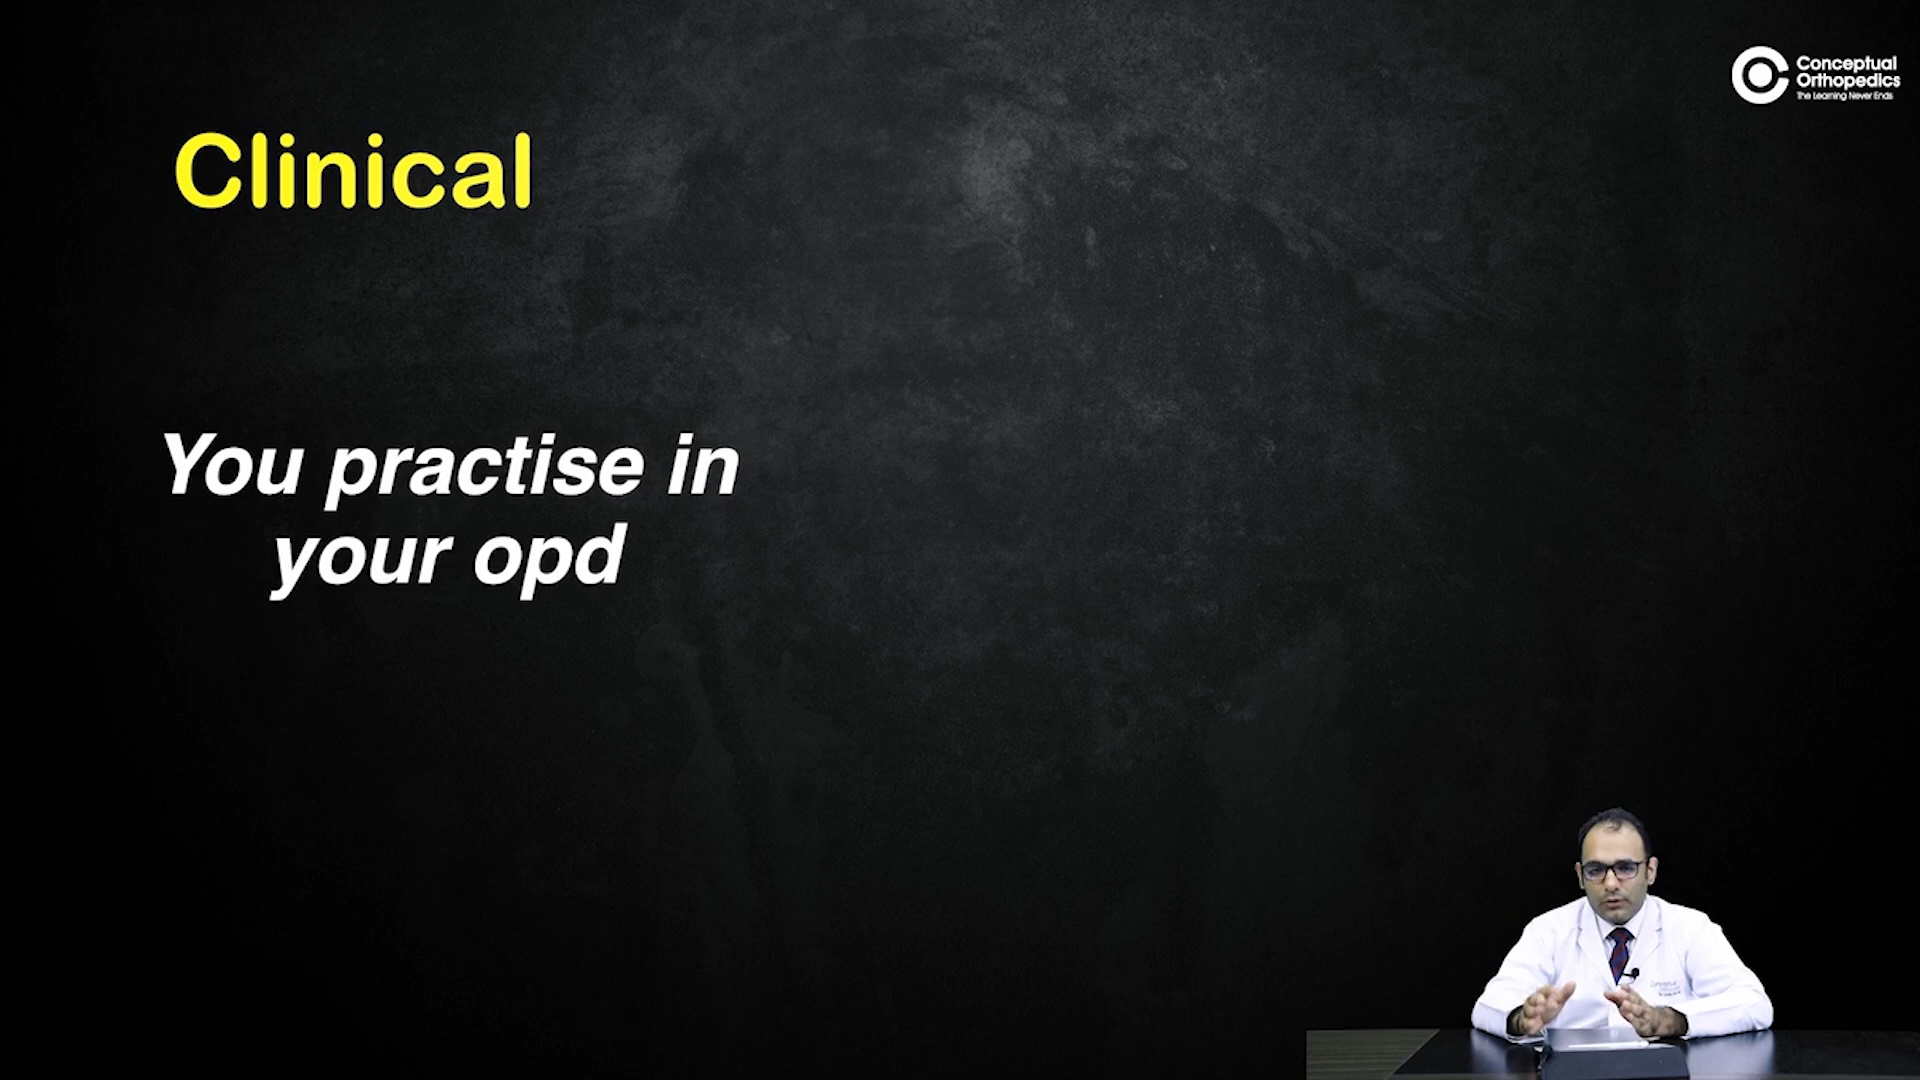 Conceptual
Orthopedics
The Learning Never Ends
Clinical
You practise in
your opd